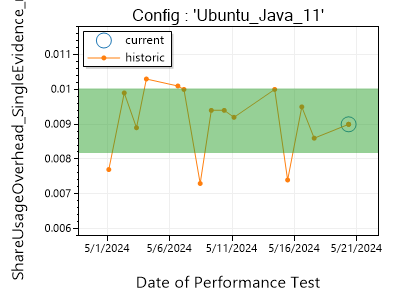 Config : 'Ubuntu_Java_11'
current
historic
ShareUsageOverhead_SingleEvidence_
0.011
0.01
0.009
0.008
0.007
0.006
5/1/2024
5/6/2024
5/11/2024
5/16/2024
5/21/2024
Date of Performance Test